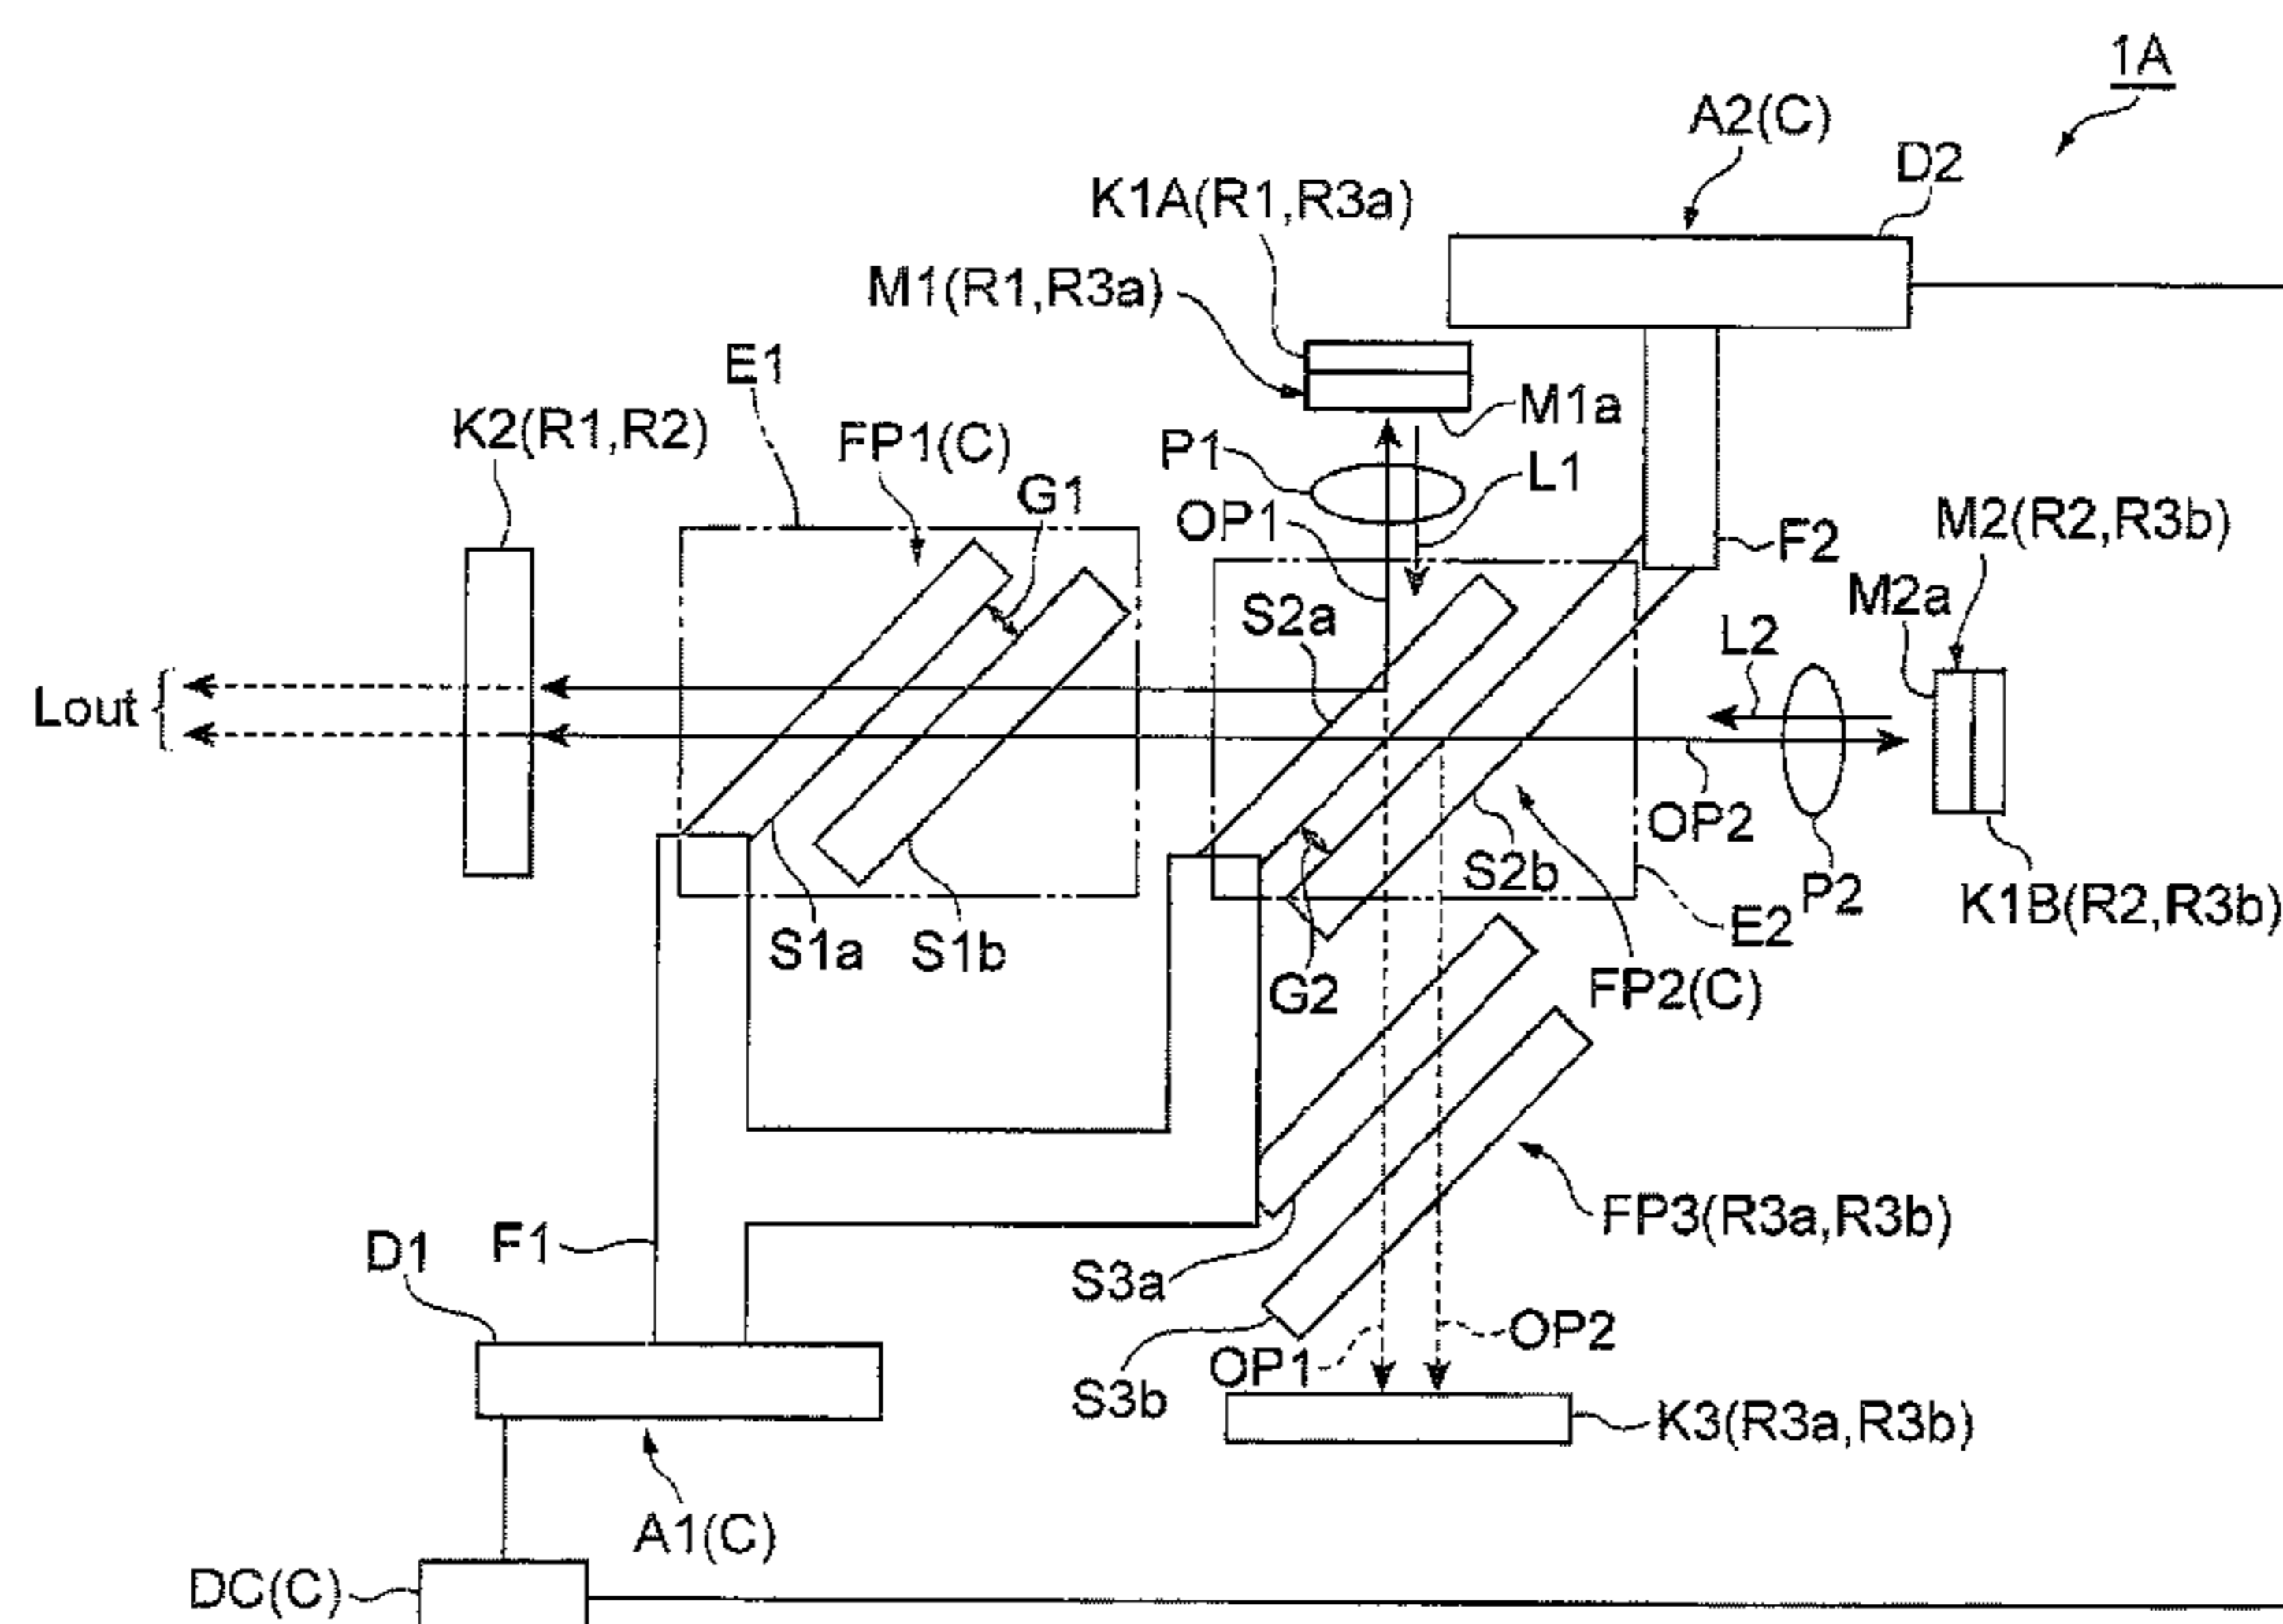 1A
A2(C)
D2
K1A(R1,R3a)
M1(R1,R3a)
E1
M1a
K2(R1,R2)
FP1(C)
P1
L1
G1
OP1
M2(R2,R3b)
F2
M2a
S2a
L2
Lout
OP2
S2b
P2
K1B(R2,R3b)
E2
S1a
S1b
G2
FP2(C)
FP3(R3a,R3b)
D1
F1
S3a
OP2
OP1
S3b
K3(R3a,R3b)
A1(C)
DC(C)